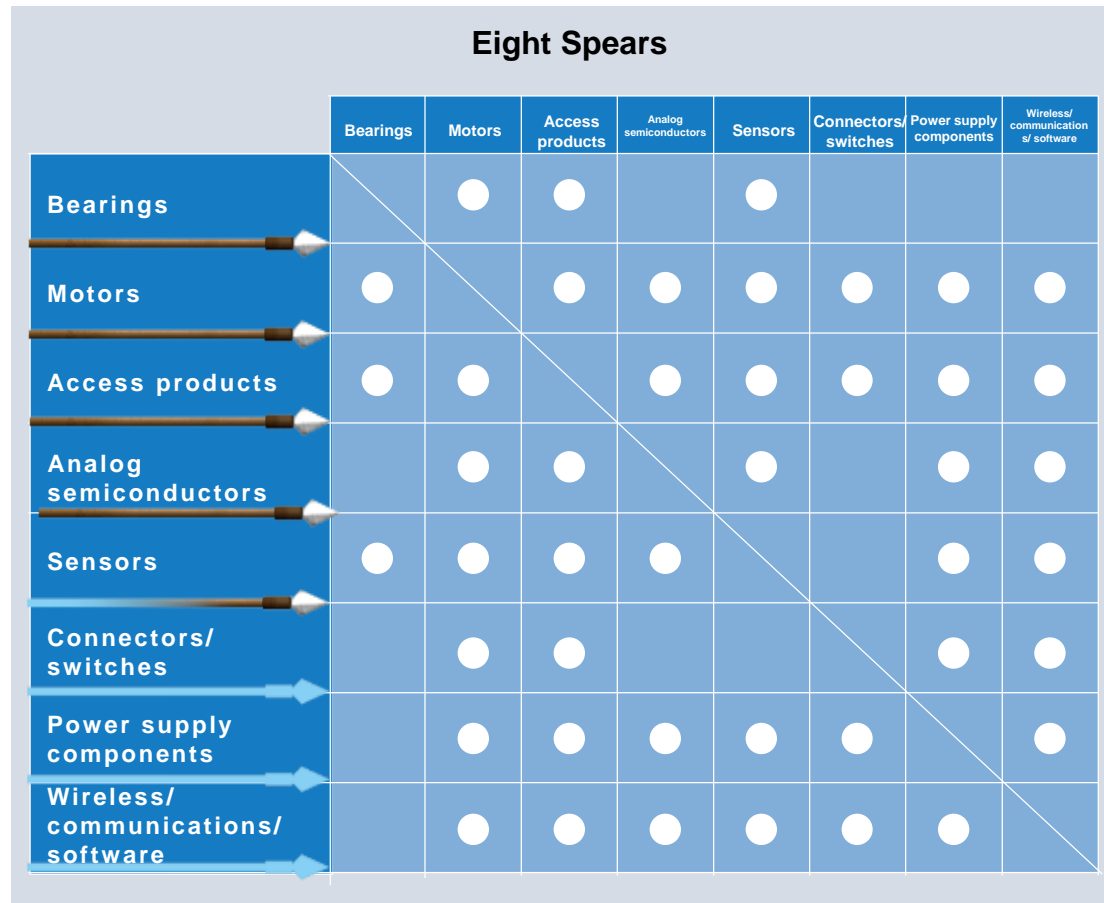 Eight Spears
Bearings
Motors
Access
products
Analog
semiconductors
Sensors
Connectors/
switches
Power supply
components
Wireless/
communication
s/ software
Bearings
Motors
Access products
Analog
semiconductors
Sensors
Connectors/
switches
Power supply
components
Wireless/
communications/
software